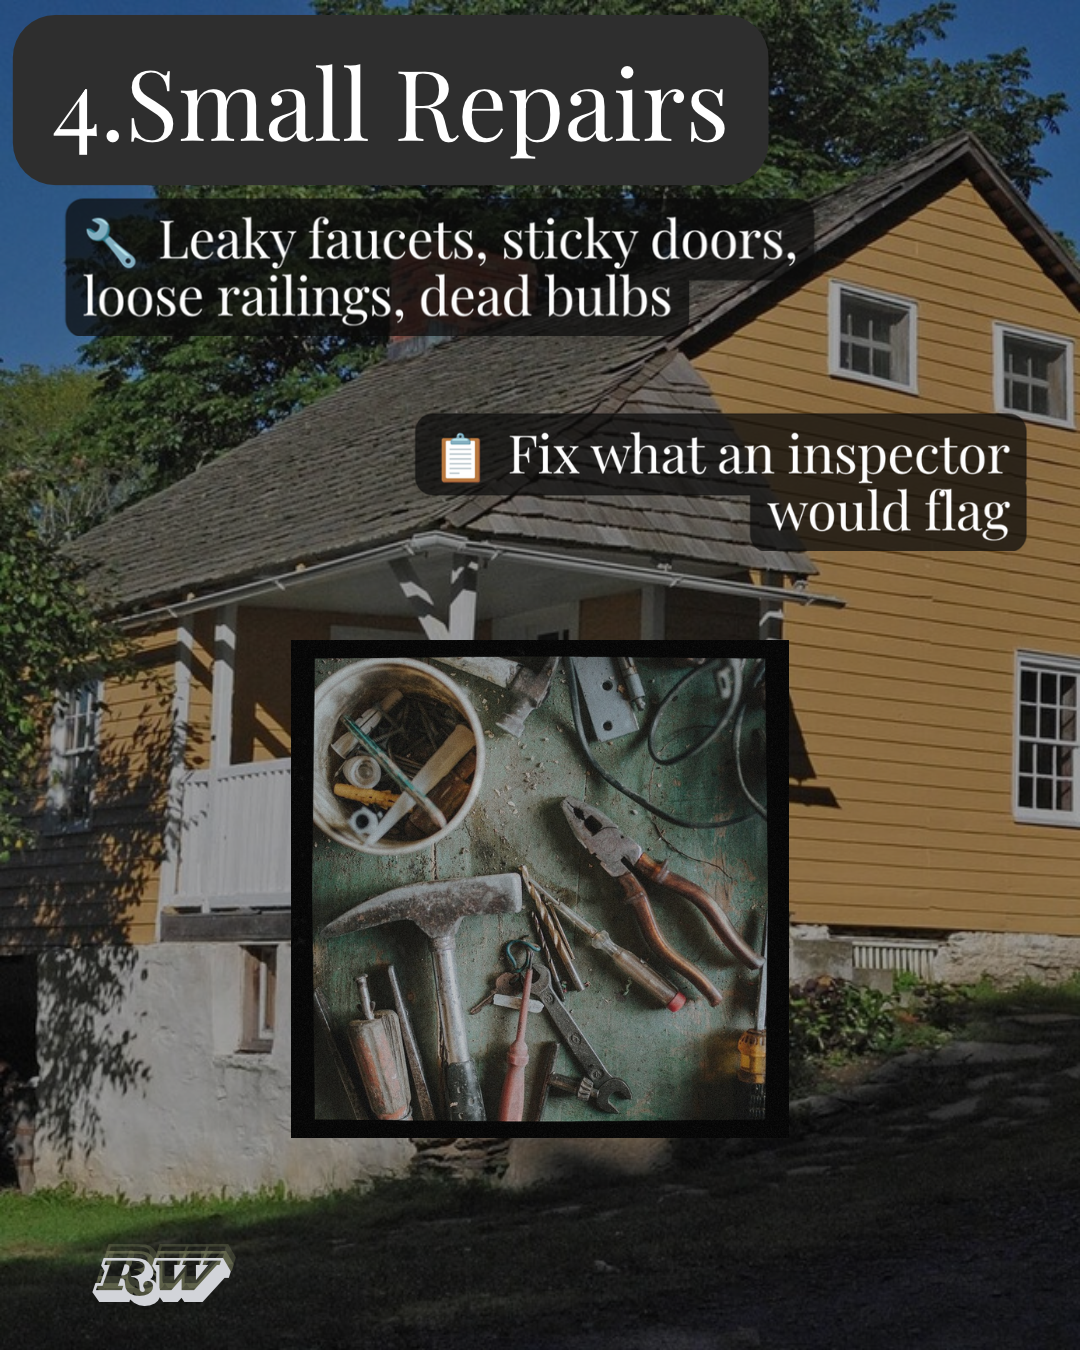 4.Small Repairs
🔧 Leaky faucets, sticky doors,
loose railings, dead bulbs
📋 Fix what an inspector
would flag
RW